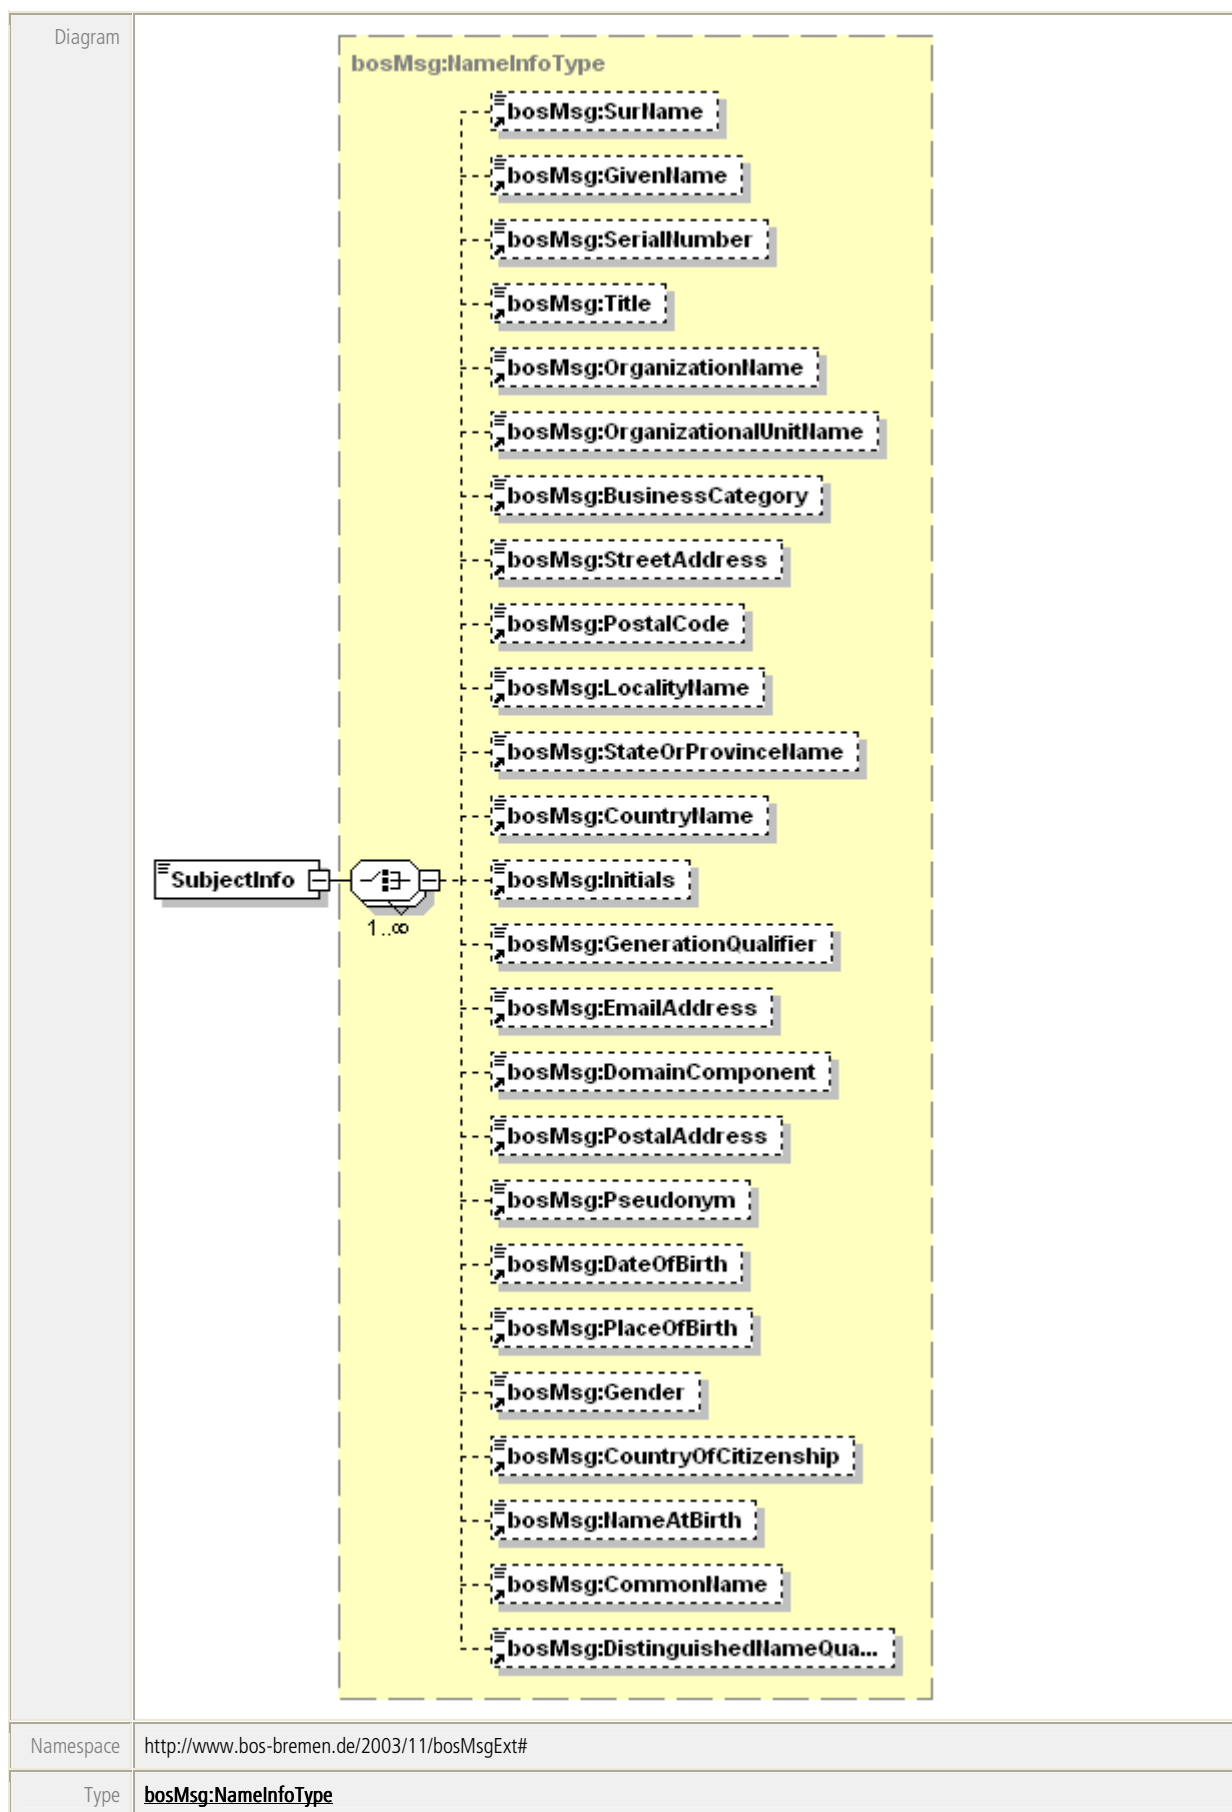 Diagram
bosMsg:NameInfoType
bosMsg:SurName
bosMsg:GivenName
bosMsg:SerialNumber
bosMsg:Title
bosMsg:OrganizationName
bosMsg:OrganizationalUnitName
bosMsg:BusinessCategory
bosMsg:StreetAddress
bosMsg:PostalCode
bosMsg:LocalityName
bosMsg:StateOrProvinceName
bosMsg:CountryName
SubjectInfo
1..∞
bosMsg:Initials
bosMsg:GenerationQualifier
bosMsg:EmailAddress
bosMsg:DomainComponent
bosMsg:PostalAddress
bosMsg:Pseudonym
bosMsg:DateOfBirth
bosMsg:PlaceOfBirth
bosMsg:Gender
bosMsg:CountryOfCitizenship
bosMsg:NameAtBirth
bosMsg:CommonName
bosMsg:DistinguishedNameQua...
Namespace http://www.bos-bremen.de/2003/11/bosMsgExt#
Type bosMsg:NameInfoType